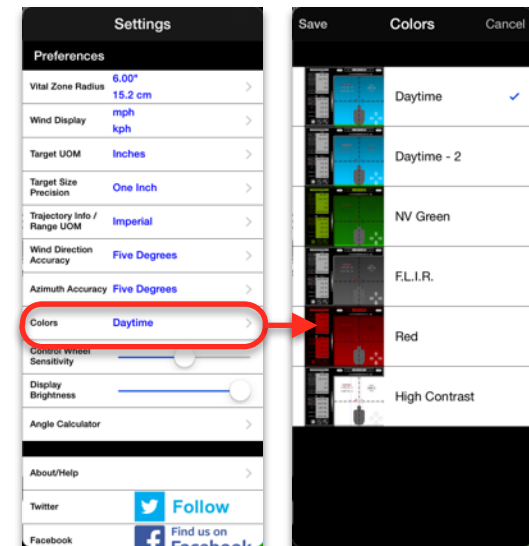 Settings
Preferences
Vital Zone Radius
6.00"
15.2 cm
Wind Display
mph
kph
Target UOM
Inches
Target Size
Precision
One Inch
Trajectory Info /
Range UOM
Imperial
Wind Direction
Accuracy
Five Degrees
Azimuth Accuracy
Five Degrees
Colors
Daytime
Control Wheel
Sensitivity
Display
Brightness
Angle Calculator
About/Help
Twitter
Follow
Facebook
Find us on
Facebook
Save
Colors
Cancel
Daytime
Daytime - 2
NV Green
F.L.I.R.
Red
High Contrast